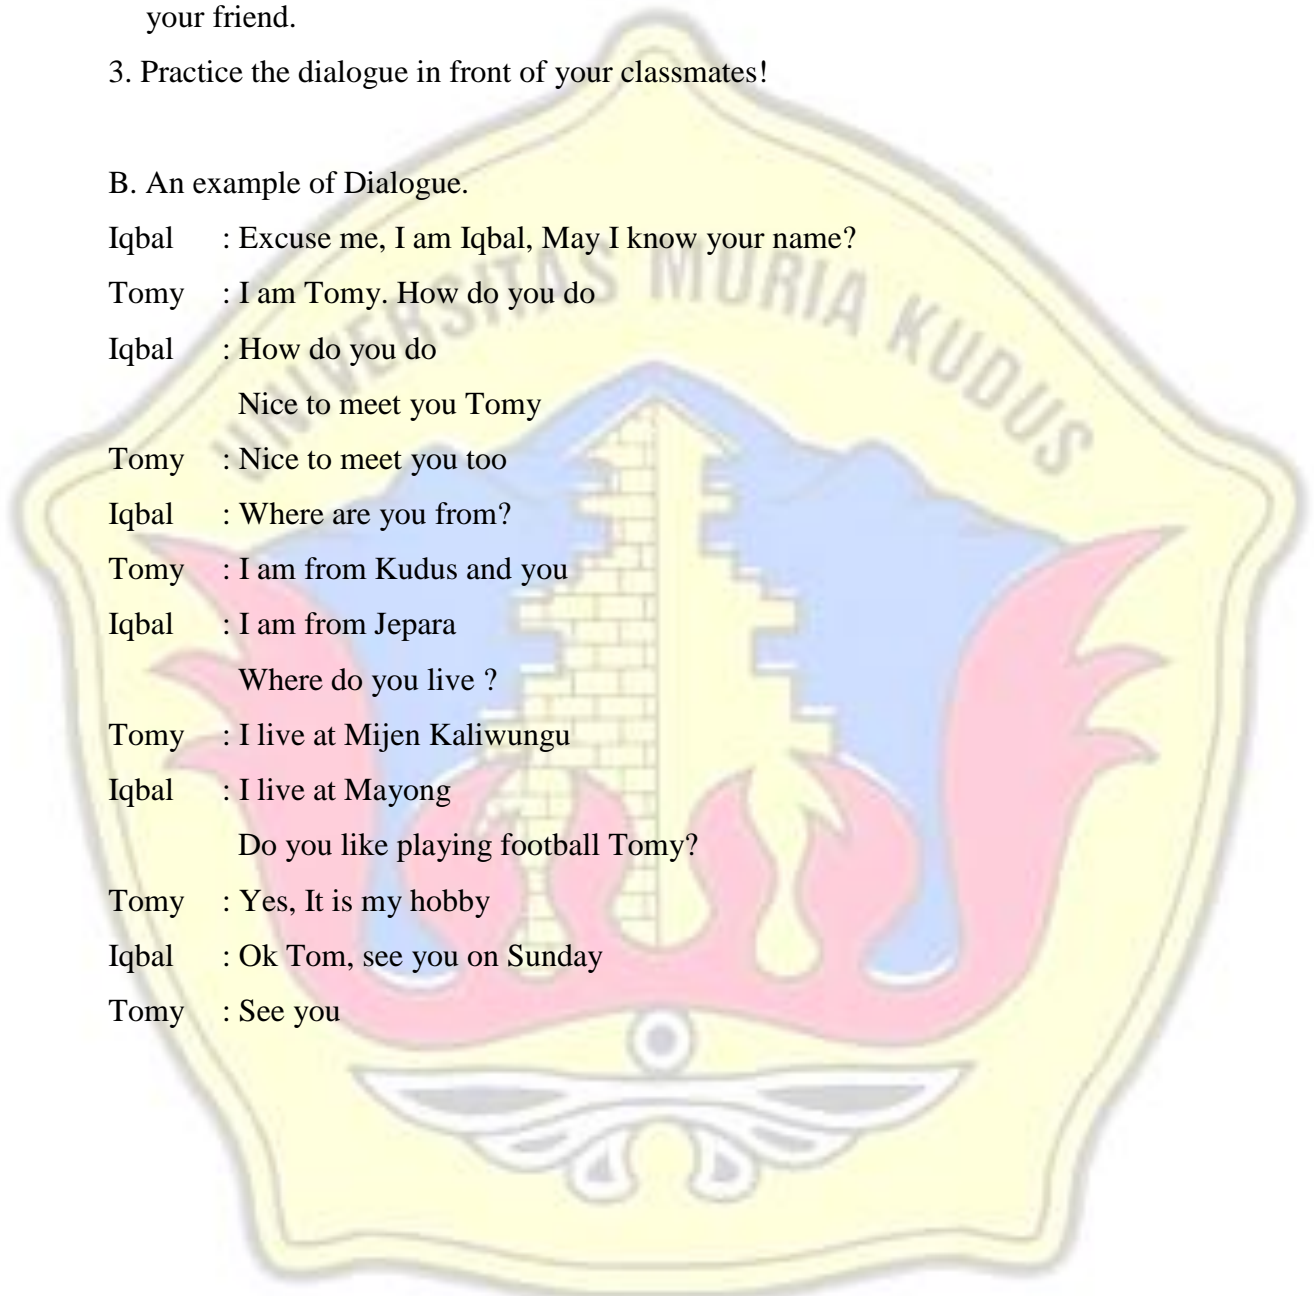 your friend.
3. Practice the dialogue in front of your classmates!
B. An example of Dialogue.
Iqbal : Excuse me, I am Iqbal, May I know your name?
Tomy : I am Tomy. How do you do
Iqbal : How do you do
Nice to meet you Tomy
Tomy : Nice to meet you too
Iqbal : Where are you from?
Tomy : I am from Kudus and you
Iqbal : I am from Jepara
Where do you live ?
Tomy : I live at Mijen Kaliwungu
Iqbal : I live at Mayong
Do you like playing football Tomy?
Tomy : Yes, It is my hobby
Iqbal : Ok Tom, see you on Sunday
Tomy : See you
UNIVERSITAS MURIA KUDUS